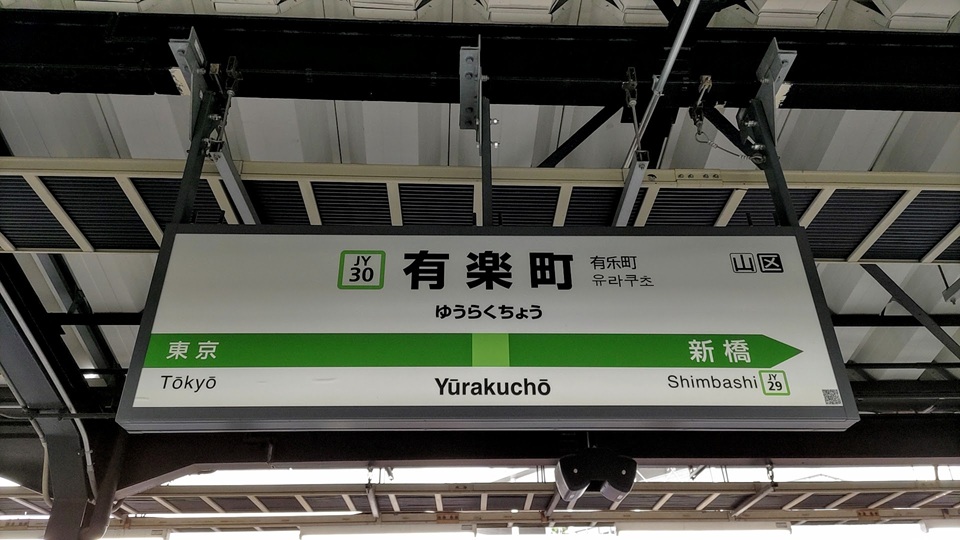 JY
30
有楽町
有乐町
유라쿠초
山 区
ゆうらくちょう
東京
新橋
Tōkyō
Yūrakuchō
Shimbashi
JY
29